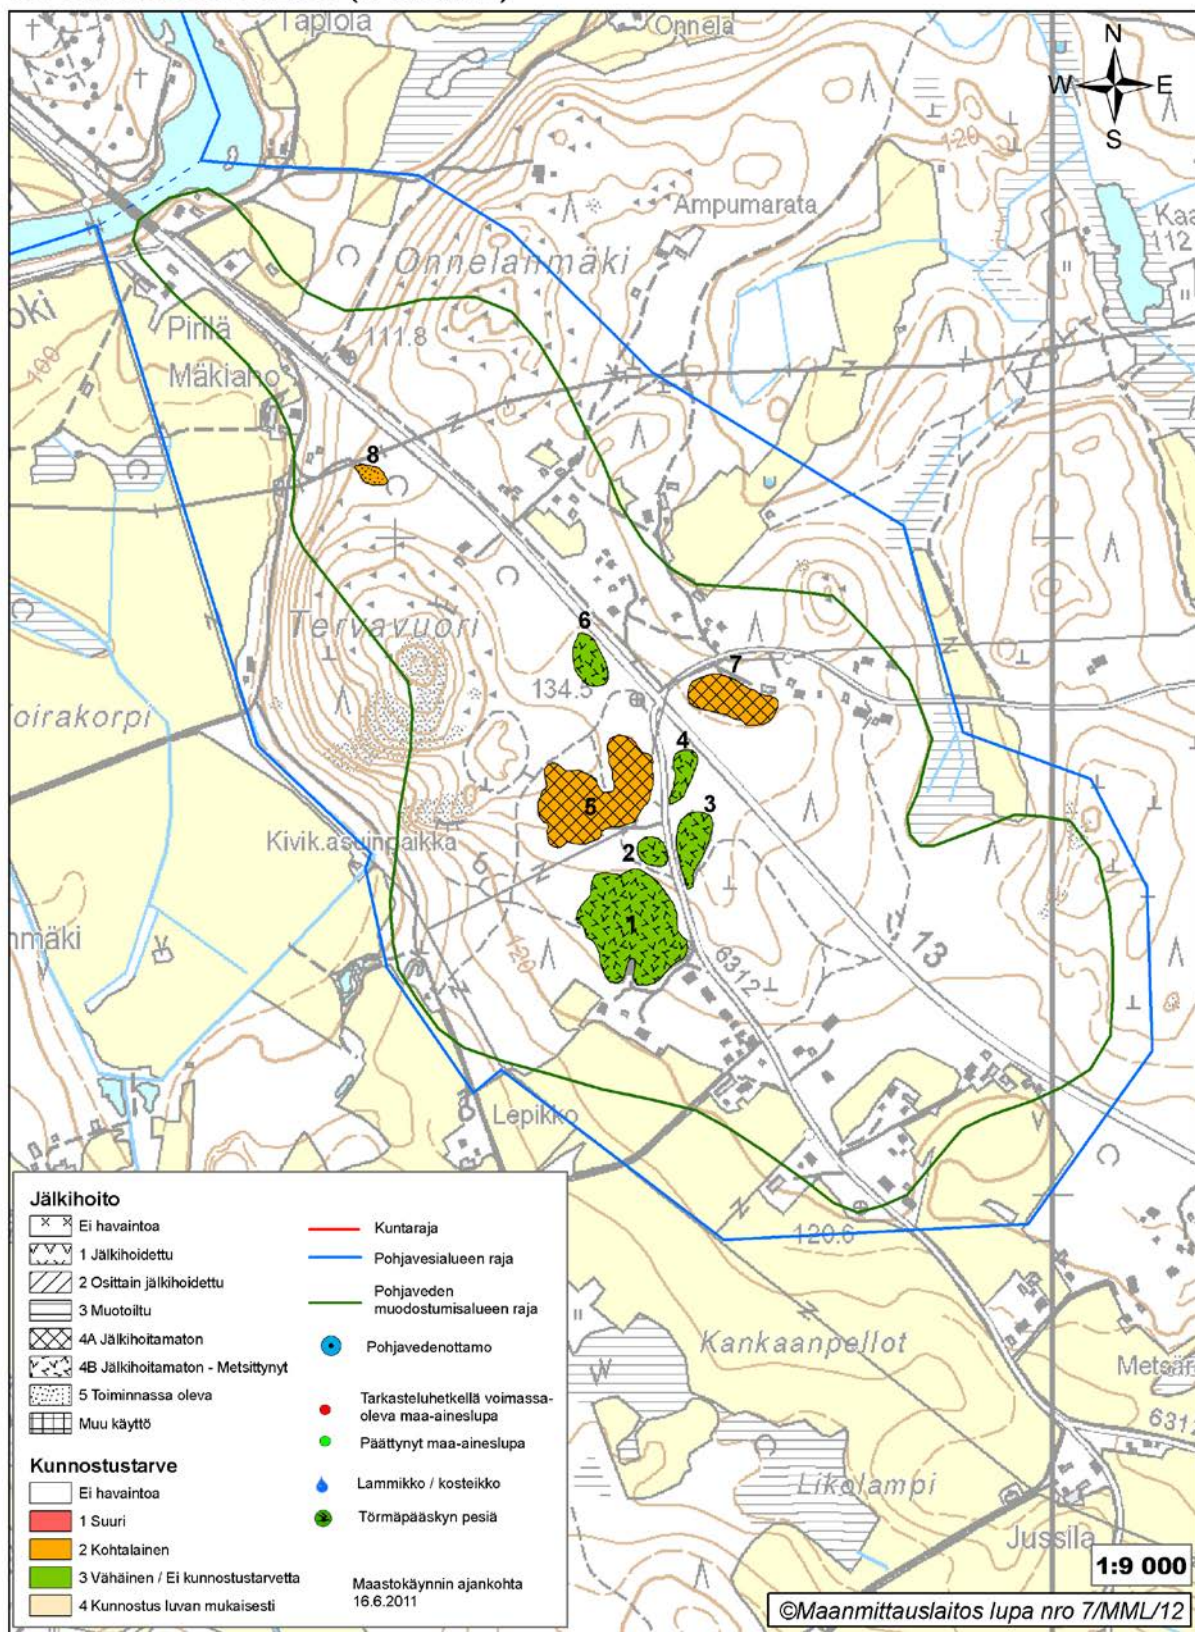 Tapiola
Onnela
N
W
E
S
120
Ampumarata
Onnelanmäki
112.
Pirilä
111.8
100
Mäkiaho
8
Tervavuori
6
7
134.5
oirakorpi
4
5
3
Kivik.asuinpaikka
2
1
nmäki
120
6312
13
Lepikko
120.6
Kankaanpellot
Metsär
6312
Likolampi
Jussila
Jälkihoito
Ei havaintoa
1 Jälkihoidettu
2 Osittain jälkihoidettu
3 Muotoiltu
4A Jälkihoitamaton
4B Jälkihoitamaton - Metsittynyt
5 Toiminnassa oleva
Muu käyttö
Kunnostustarve
Ei havaintoa
1 Suuri
2 Kohtalainen
3 Vähäinen / Ei kunnostustarvetta
4 Kunnostus luvan mukaisesti
Kuntaraja
Pohjavesialueen raja
Pohjaveden
muodostumisalueen raja
Pohjavedenottamo
Tarkasteluhetkellä voimassa-
oleva maa-aineslupa
Päättynyt maa-aineslupa
Lammikko / kosteikko
Törmäpääskyn pesiä
Maastokäynnin ajankohta
16.6.2011
1:9 000
©Maanmittauslaitos lupa nro 7/MML/12